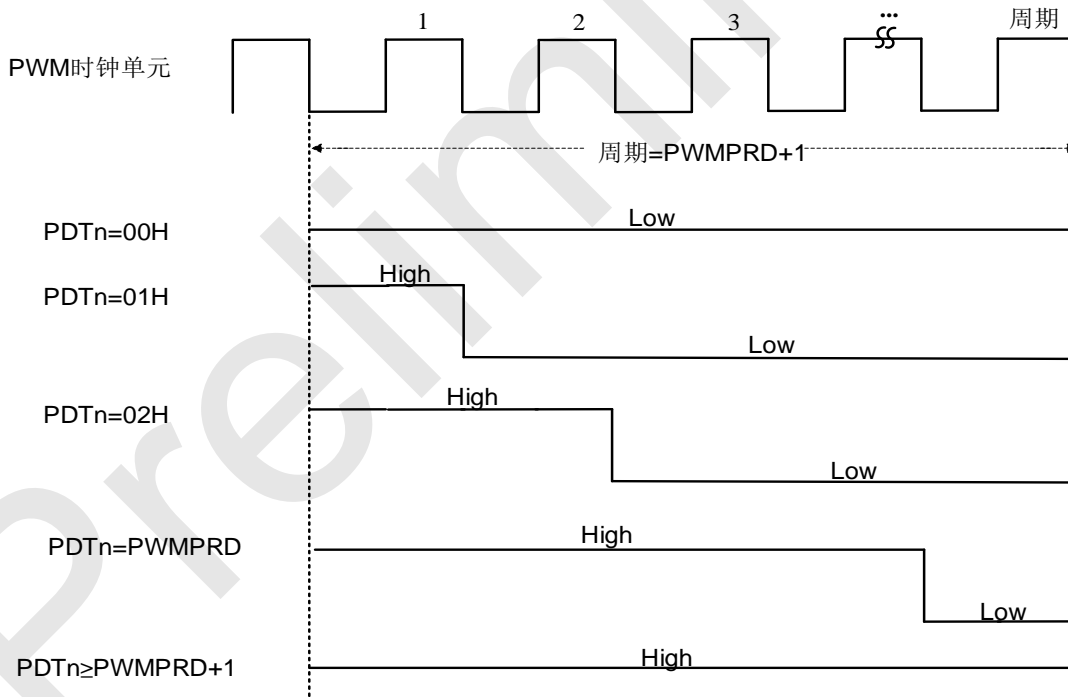 1 2 3 ... 周期
PWM时钟单元
周期=PWMPRD+1
Low
PDTn=00H
High
PDTn=01H
Low
High
PDTn=02H
Low
High
PDTn=PWMPRD
Low
High
PDTn≥PWMPRD+1
Prelimi